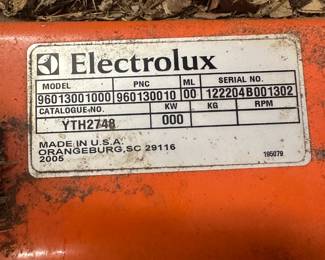 Electrolux
MODEL PNC ML SERIAL NO.
96013001000 960130010 00 122204B001302
CATALOGUE NO. KW KG RPM
YTH2748 000
MADE IN U.S.A.
ORANGEBURG, SC 29116
2005 195079